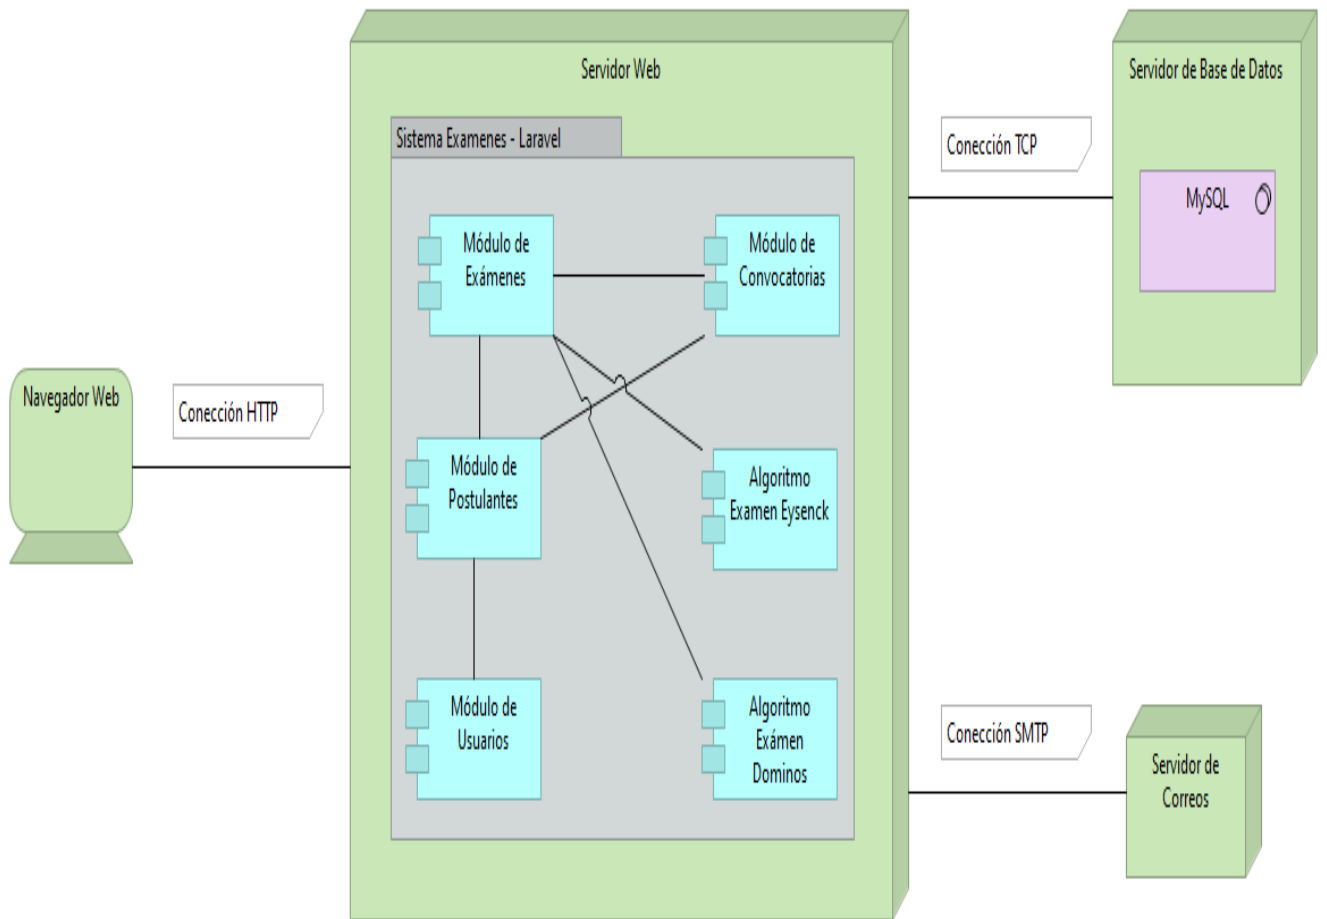 Servidor Web
Servidor de Base de Datos
Sistema Examenes - Laravel
Conección TCP
MySQL
Módulo de
Exámenes
Módulo de
Convocatorias
Navegador Web
Conección HTTP
Módulo de
Postulantes
Algoritmo
Examen Eysenck
Módulo de
Usuarios
Algoritmo
Exámen
Dominos
Conección SMTP
Servidor de
Correos